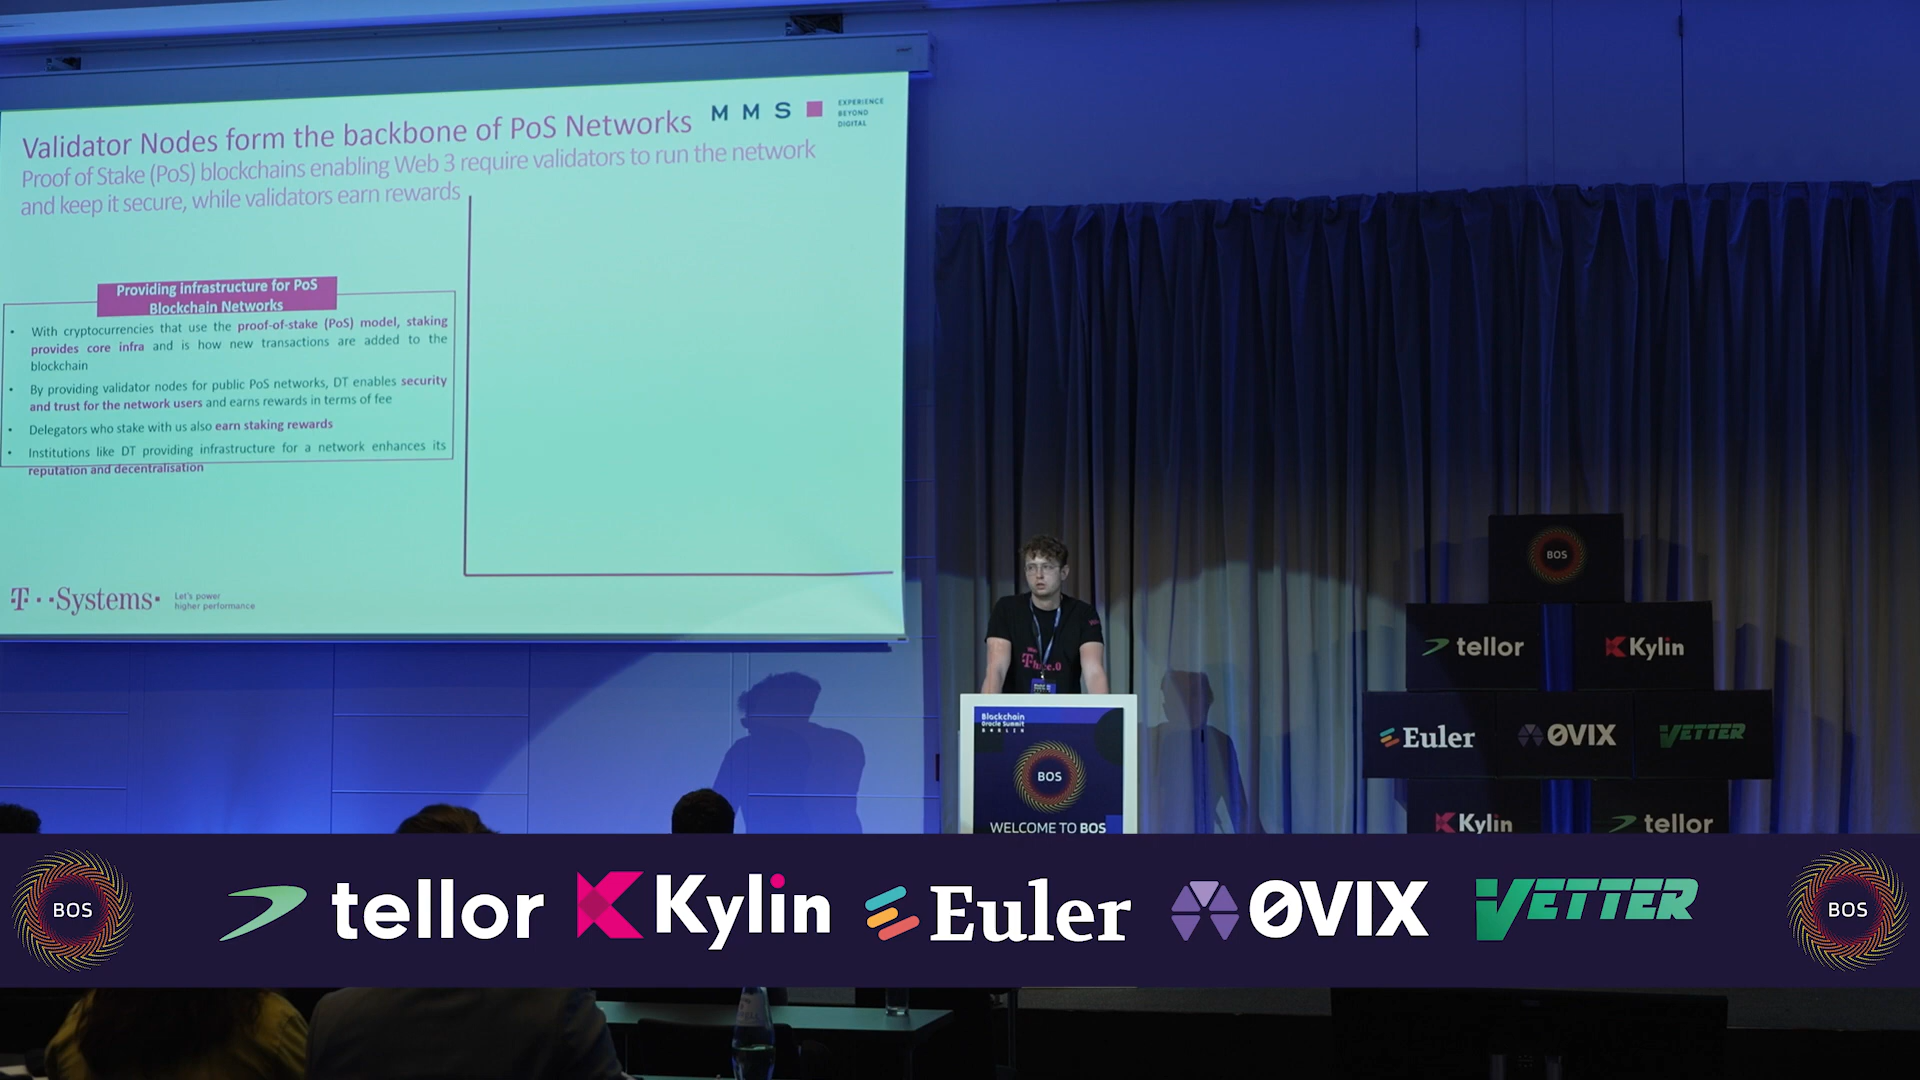 Validator Nodes form the backbone of PoS Networks
Proof of Stake (PoS) blockchains enabling Web 3 require validators to run the network
and keep it secure, while validators earn rewards
M M S
EXPERIENCE
BEYOND
DIGITAL
Providing infrastructure for PoS
Blockchain Networks
• With cryptocurrencies that use the proof-of-stake (PoS) model, staking
provides core infra and is how new transactions are added to the
blockchain
• By providing validator nodes for public PoS networks, DT enables security
and trust for the network users and earns rewards in terms of fee
• Delegators who stake with us also earn staking rewards
• Institutions like DT providing infrastructure for a network enhances its
reputation and decentralisation
T··Systems·
Let's power
higher performance
Three.0
Blockchain
Oracle Summit
BERLIN
BOS
WELCOME TO BOS
BOS
tellor
Kylin
Euler
0VIX
VETTER
Kylin
tellor
BOS
tellor
Kylin
Euler
0VIX
VETTER
BOS